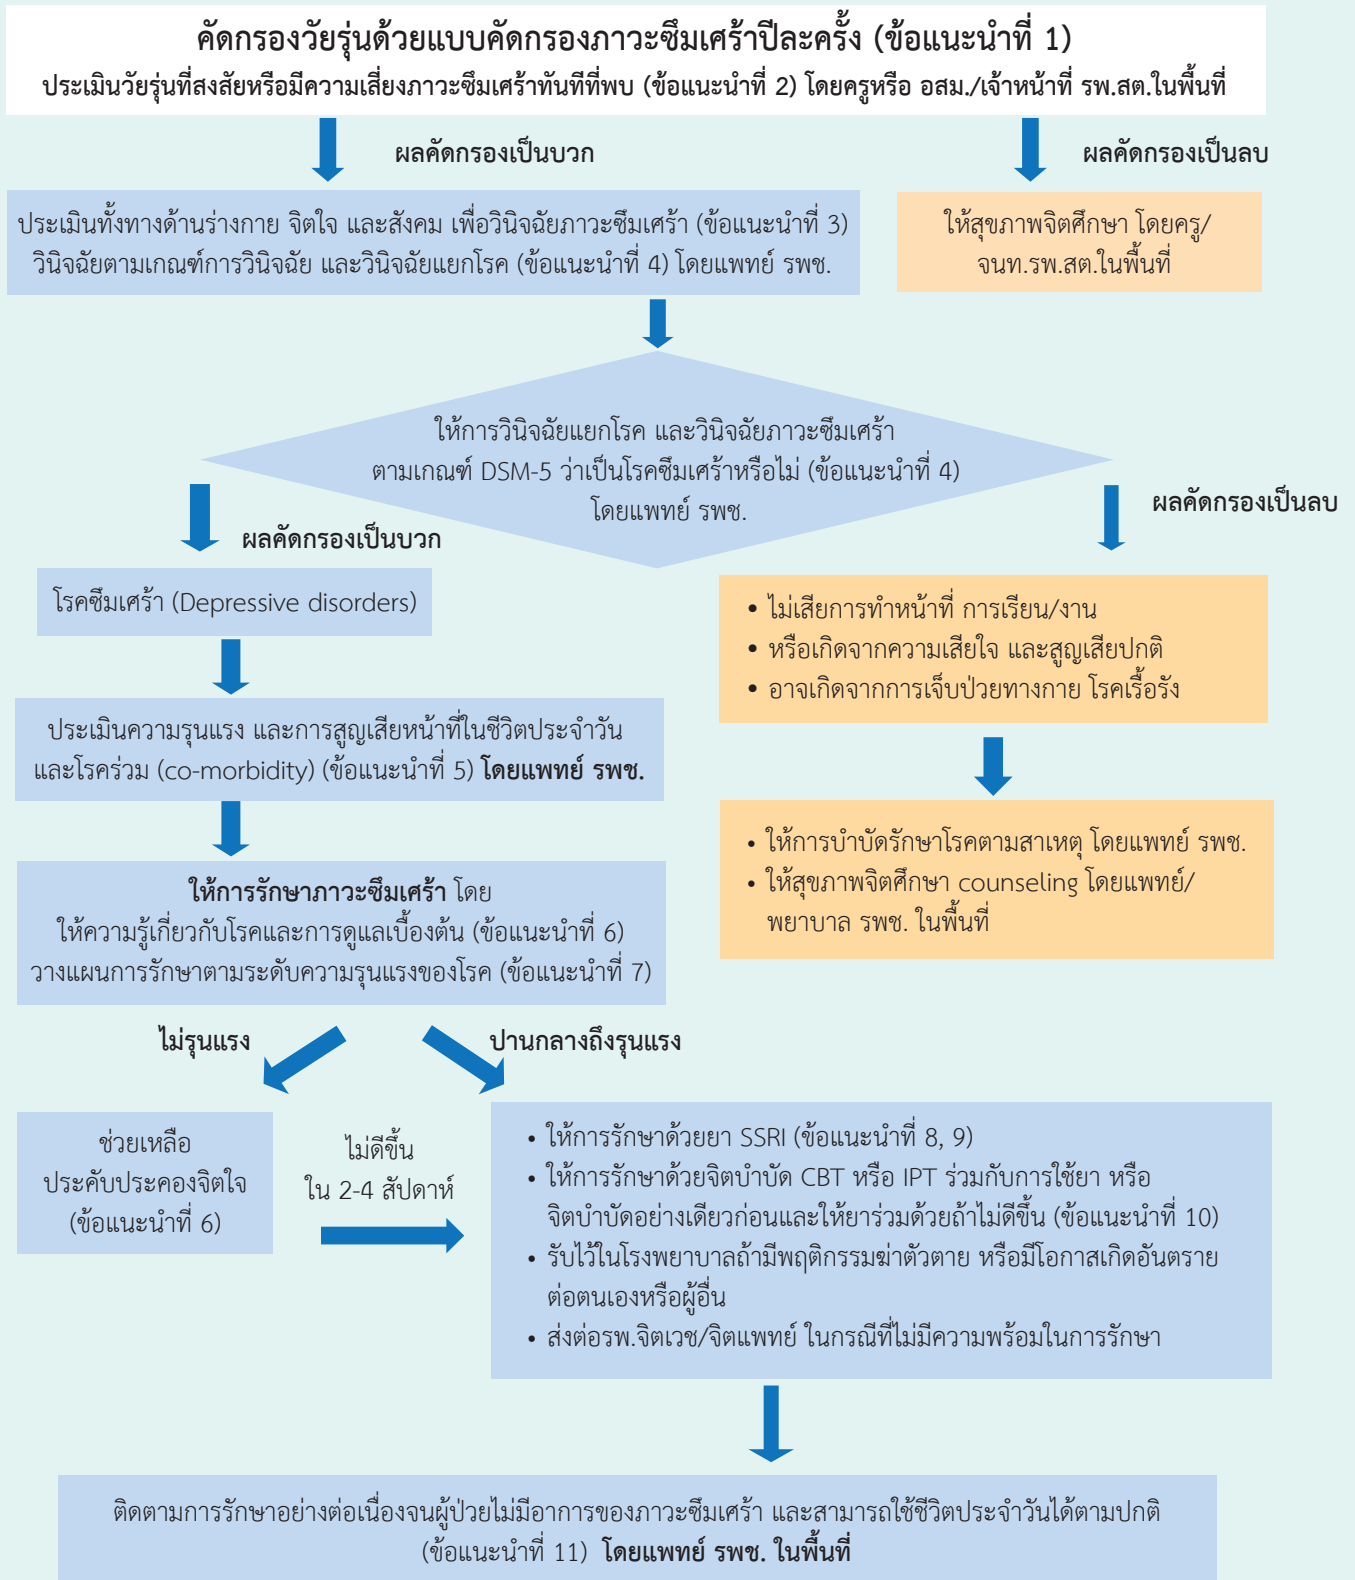 คัดกรองวัยรุ่นด้วยแบบคัดกรองภาวะซึมเศร้าปีละครั้ง (ข้อแนะนำที่ 1)
ประเมินวัยรุ่นที่สงสัยหรือมีความเสี่ยงภาวะซึมเศร้าทันทีที่พบ (ข้อแนะนำที่ 2) โดยครูหรือ อสม./เจ้าหน้าที่ รพ.สต.ในพื้นที่
ผลคัดกรองเป็นบวก
ผลคัดกรองเป็นลบ
ประเมินทั้งทางด้านร่างกาย จิตใจ และสังคม เพื่อวินิจฉัยภาวะซึมเศร้า (ข้อแนะนำที่ 3)
วินิจฉัยตามเกณฑ์การวินิจฉัย และวินิจฉัยแยกโรค (ข้อแนะนำที่ 4) โดยแพทย์ รพช.
ให้สุขภาพจิตศึกษา โดยครู/
จนท.รพ.สต.ในพื้นที่
ให้การวินิจฉัยแยกโรค และวินิจฉัยภาวะซึมเศร้า
ตามเกณฑ์ DSM-5 ว่าเป็นโรคซึมเศร้าหรือไม่ (ข้อแนะนำที่ 4)
โดยแพทย์ รพช.
ผลคัดกรองเป็นบวก
ผลคัดกรองเป็นลบ
โรคซึมเศร้า (Depressive disorders)
• ไม่เสียการทำหน้าที่ การเรียน/งาน
• หรือเกิดจากความเสียใจ และสูญเสียปกติ
• อาจเกิดจากการเจ็บป่วยทางกาย โรคเรื้อรัง
ประเมินความรุนแรง และการสูญเสียหน้าที่ในชีวิตประจำวัน
และโรคร่วม (co-morbidity) (ข้อแนะนำที่ 5) โดยแพทย์ รพช.
• ให้การบำบัดรักษาโรคตามสาเหตุ โดยแพทย์ รพช.
• ให้สุขภาพจิตศึกษา counseling โดยแพทย์/
พยาบาล รพช. ในพื้นที่
ให้การรักษาภาวะซึมเศร้า โดย
ให้ความรู้เกี่ยวกับโรคและการดูแลเบื้องต้น (ข้อแนะนำที่ 6)
วางแผนการรักษาตามระดับความรุนแรงของโรค (ข้อแนะนำที่ 7)
ไม่รุนแรง
ปานกลางถึงรุนแรง
ช่วยเหลือ
ประคับประคองจิตใจ
(ข้อแนะนำที่ 6)
ไม่ดีขึ้น
ใน 2-4 สัปดาห์
• ให้การรักษาด้วยยา SSRI (ข้อแนะนำที่ 8, 9)
• ให้การรักษาด้วยจิตบำบัด CBT หรือ IPT ร่วมกับการใช้ยา หรือ
จิตบำบัดอย่างเดียวก่อนและให้ยาร่วมด้วยถ้าไม่ดีขึ้น (ข้อแนะนำที่ 10)
• รับไว้ในโรงพยาบาลถ้ามีพฤติกรรมฆ่าตัวตาย หรือมีโอกาสเกิดอันตราย
ต่อตนเองหรือผู้อื่น
• ส่งต่อรพ.จิตเวช/จิตแพทย์ ในกรณีที่ไม่มีความพร้อมในการรักษา
ติดตามการรักษาอย่างต่อเนื่องจนผู้ป่วยไม่มีอาการของภาวะซึมเศร้า และสามารถใช้ชีวิตประจำวันได้ตามปกติ
(ข้อแนะนำที่ 11) โดยแพทย์ รพช. ในพื้นที่